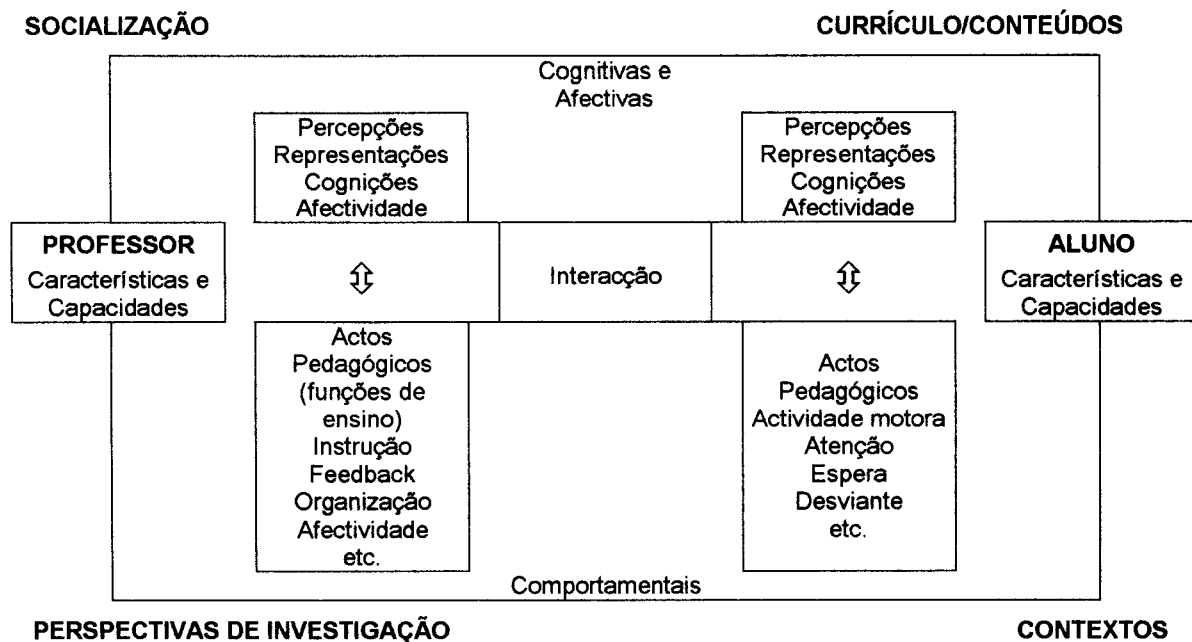 SOCIALIZAÇÃO
CURRÍCULO/CONTEÚDOS
Cognitivas e
Afectivas
Percepções
Representações
Cognições
Afectividade
Percepções
Representações
Cognições
Afectividade
PROFESSOR
Características e
Capacidades
Interacção
ALUNO
Características e
Capacidades
Actos
Pedagógicos
(funções de
ensino)
Instrução
Feedback
Organização
Afectividade
etc.
Actos
Pedagógicos
Actividade motora
Atenção
Espera
Desviante
etc.
Comportamentais
PERSPECTIVAS DE INVESTIGAÇÃO
CONTEXTOS